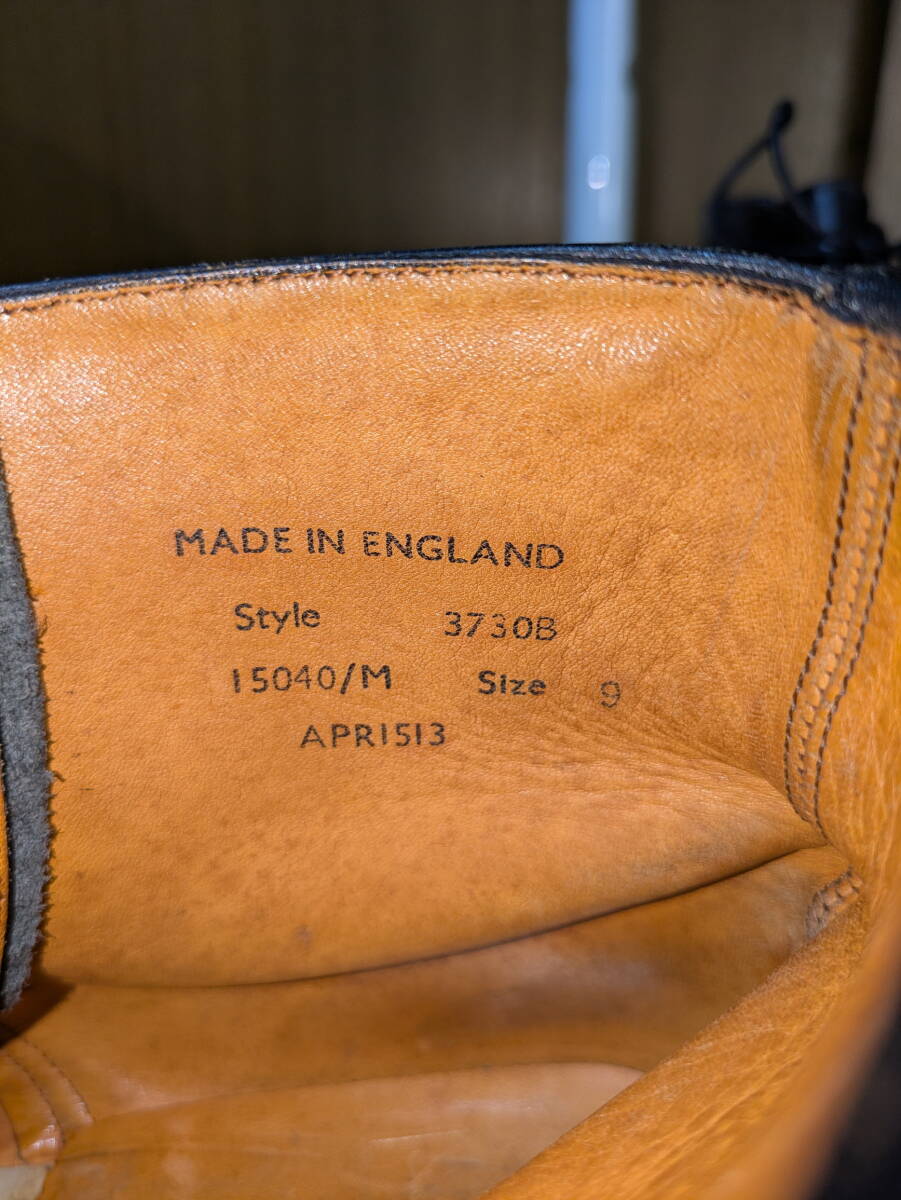 MADE IN ENGLAND
Style 3730B
15040/M Size 9
APR1513